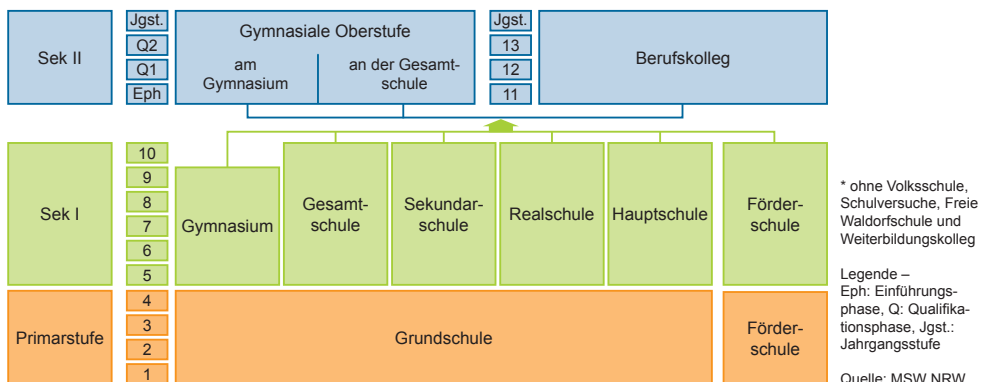 Sek II
Jgst.
Q2
Q1
Eph
Gymnasiale Oberstufe
am
Gymnasium
an der Gesamt-
schule
Jgst.
13
12
11
Berufskolleg
Sek I
10
9
8
7
6
5
Gymnasium
Gesamt-
schule
Sekundar-
schule
Realschule
Hauptschule
Förder-
schule
Primarstufe
4
3
2
1
Grundschule
Förder-
schule
* ohne Volksschule,
Schulversuche, Freie
Waldorfschule und
Weiterbildungskolleg
Legende –
Eph: Einführungs-
phase, Q: Qualifika-
tionsphase, Jgst.:
Jahrgangsstufe
Quelle: MSW NRW